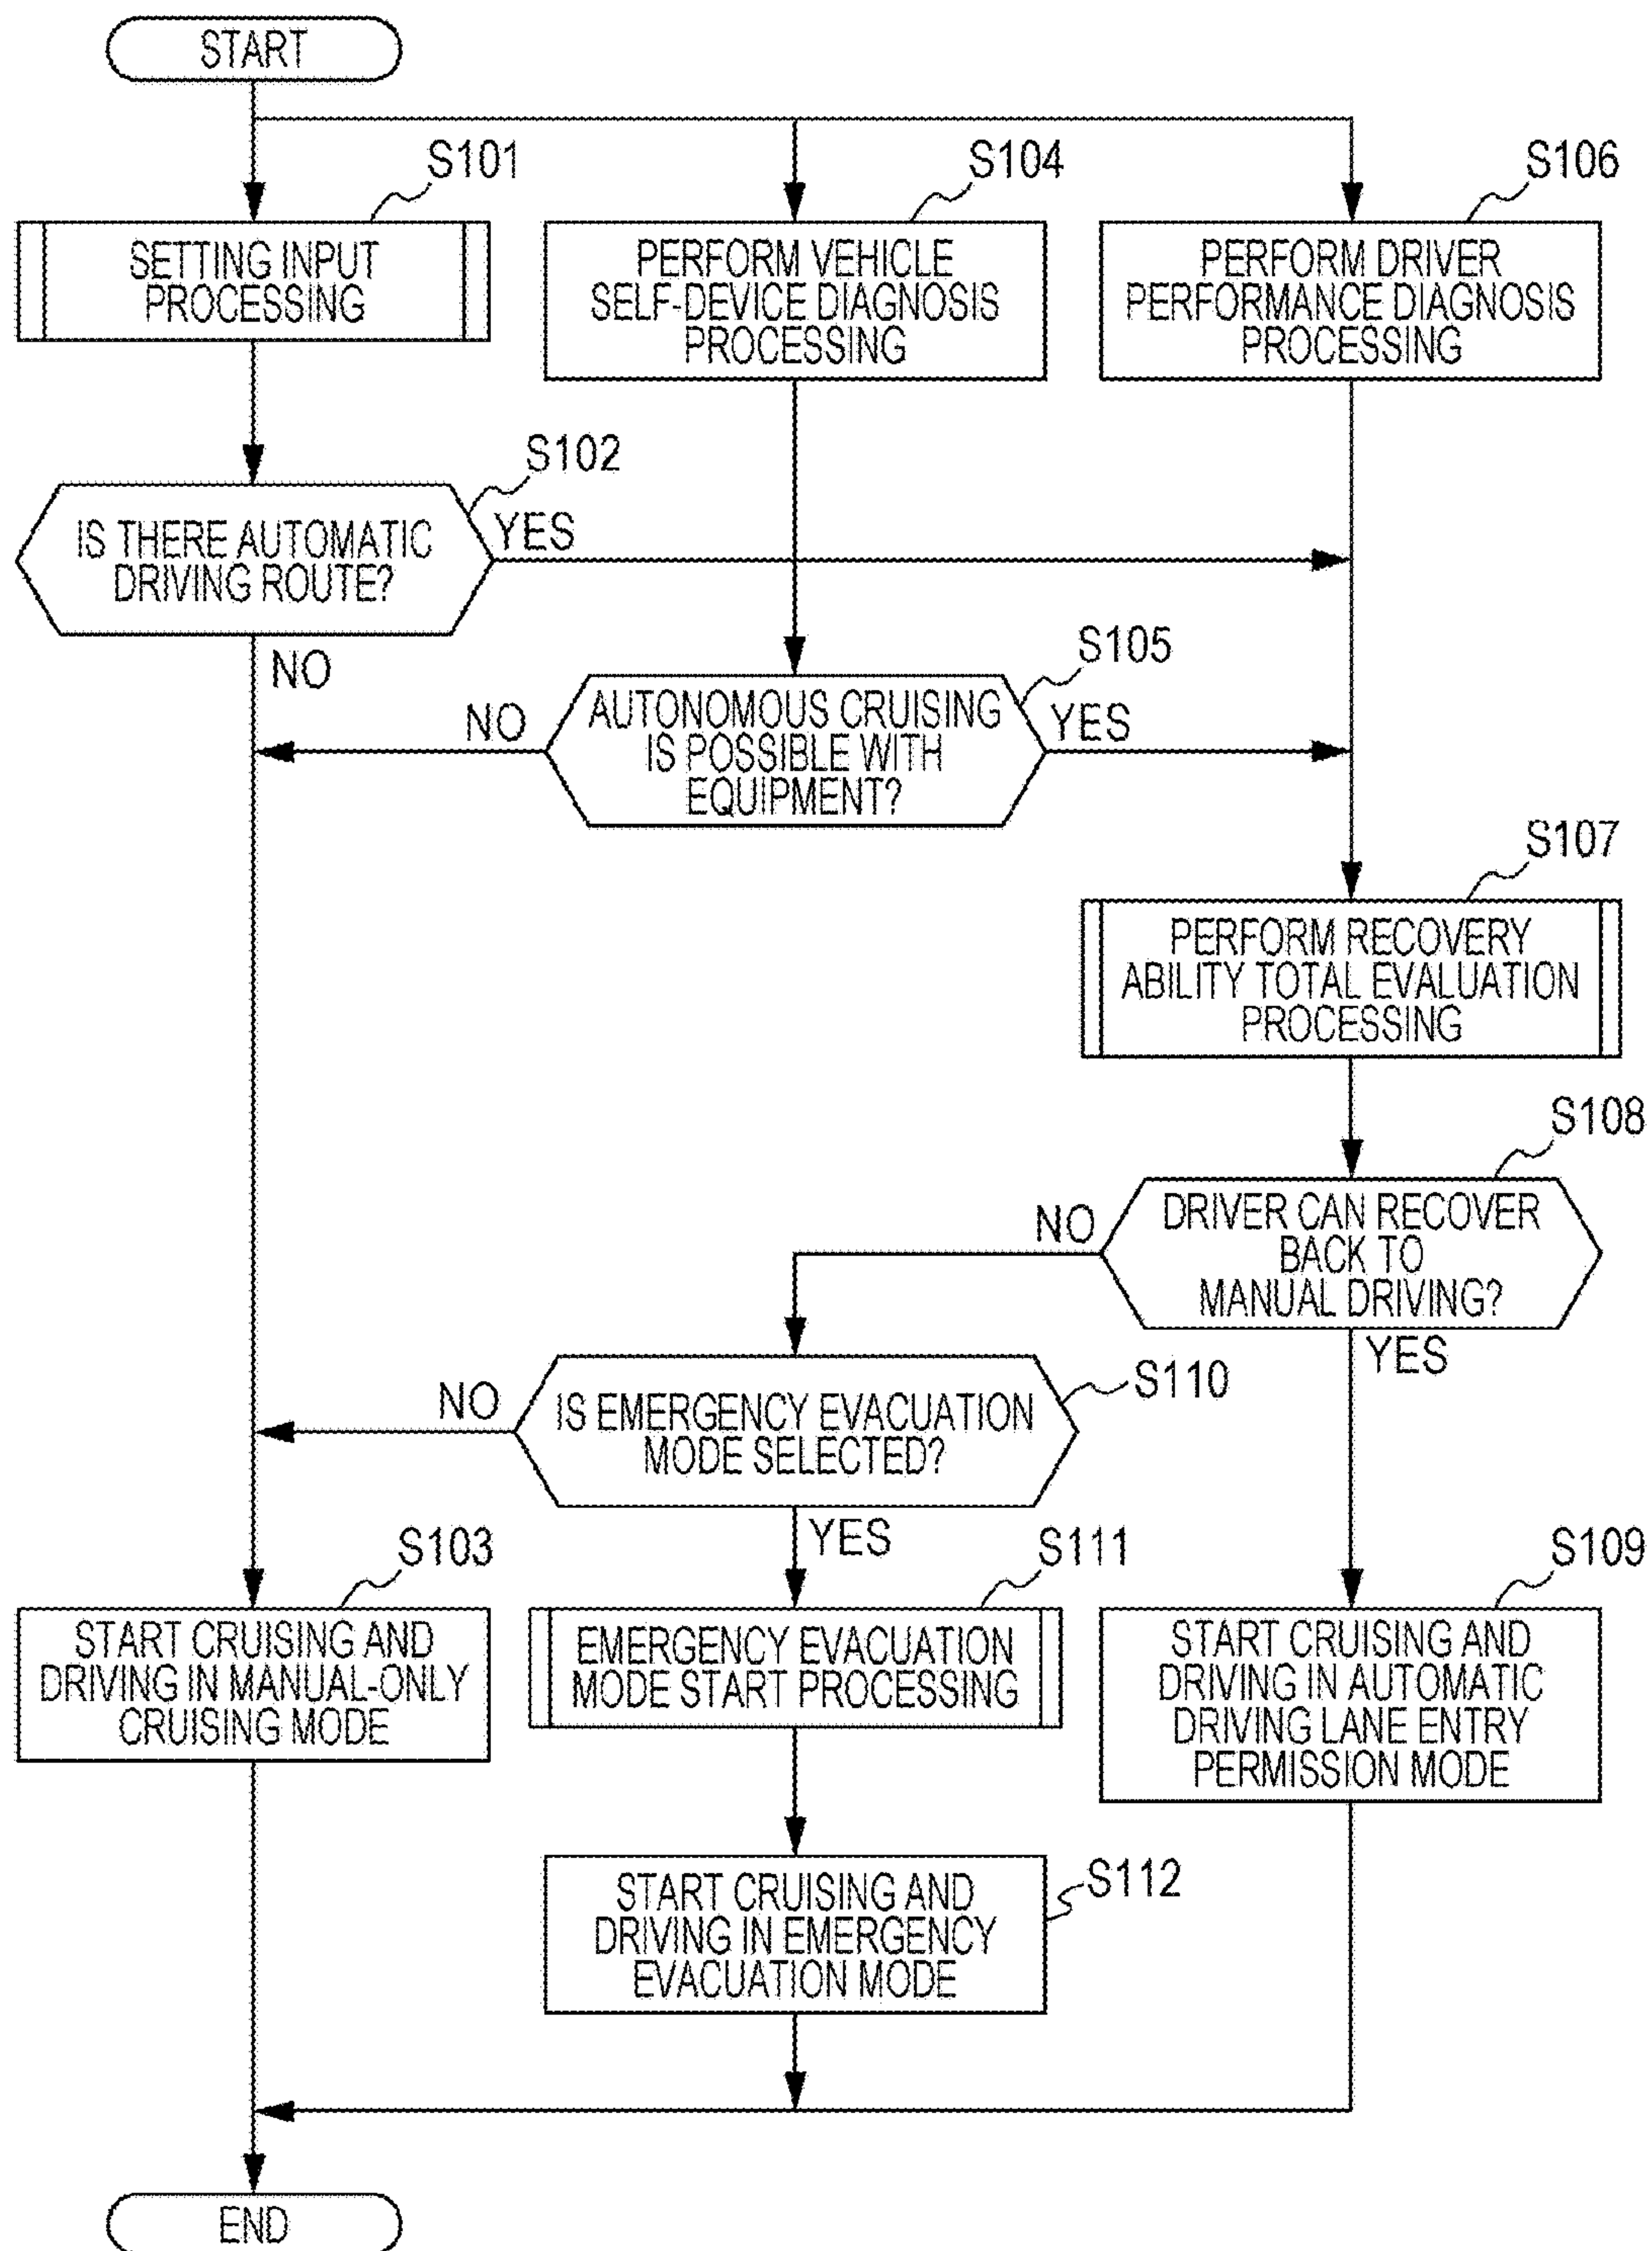 START
S101
SETTING INPUT
PROCESSING
S104
PERFORM VEHICLE
SELF-DEVICE DIAGNOSIS
PROCESSING
S106
PERFORM DRIVER
PERFORMANCE DIAGNOSIS
PROCESSING
S102
IS THERE AUTOMATIC
DRIVING ROUTE?
YES
NO
S105
AUTONOMOUS CRUISING
IS POSSIBLE WITH
EQUIPMENT?
NO
YES
S107
PERFORM RECOVERY
ABILITY TOTAL EVALUATION
PROCESSING
S108
DRIVER CAN RECOVER
BACK TO
MANUAL DRIVING?
NO
YES
S110
IS EMERGENCY EVACUATION
MODE SELECTED?
NO
YES
S103
START CRUISING AND
DRIVING IN MANUAL-ONLY
CRUISING MODE
S111
EMERGENCY EVACUATION
MODE START PROCESSING
S109
START CRUISING AND
DRIVING IN AUTOMATIC
DRIVING LANE ENTRY
PERMISSION MODE
S112
START CRUISING AND
DRIVING IN EMERGENCY
EVACUATION MODE
END